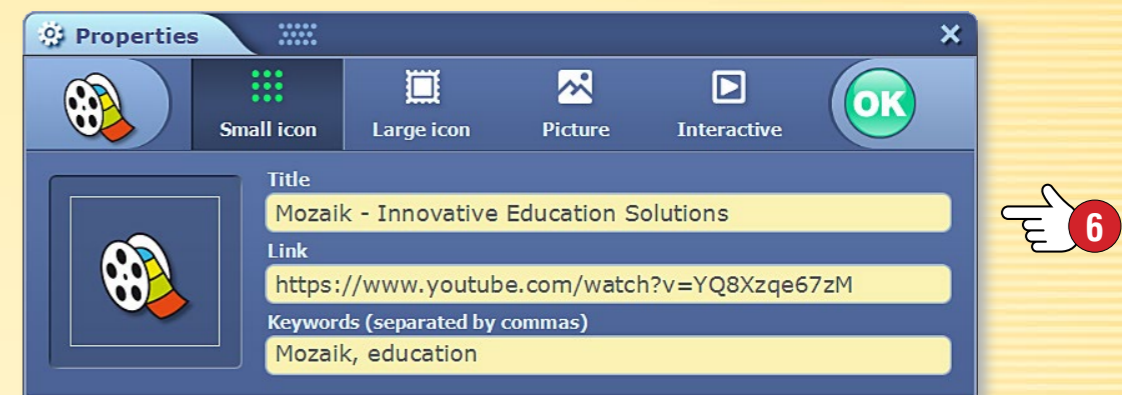 Properties
Small icon
Large icon
Picture
Interactive
OK
Title
Mozaik - Innovative Education Solutions
Link
https://www.youtube.com/watch?v=YQ8Xzqe67zM
Keywords (separated by commas)
Mozaik, education
6